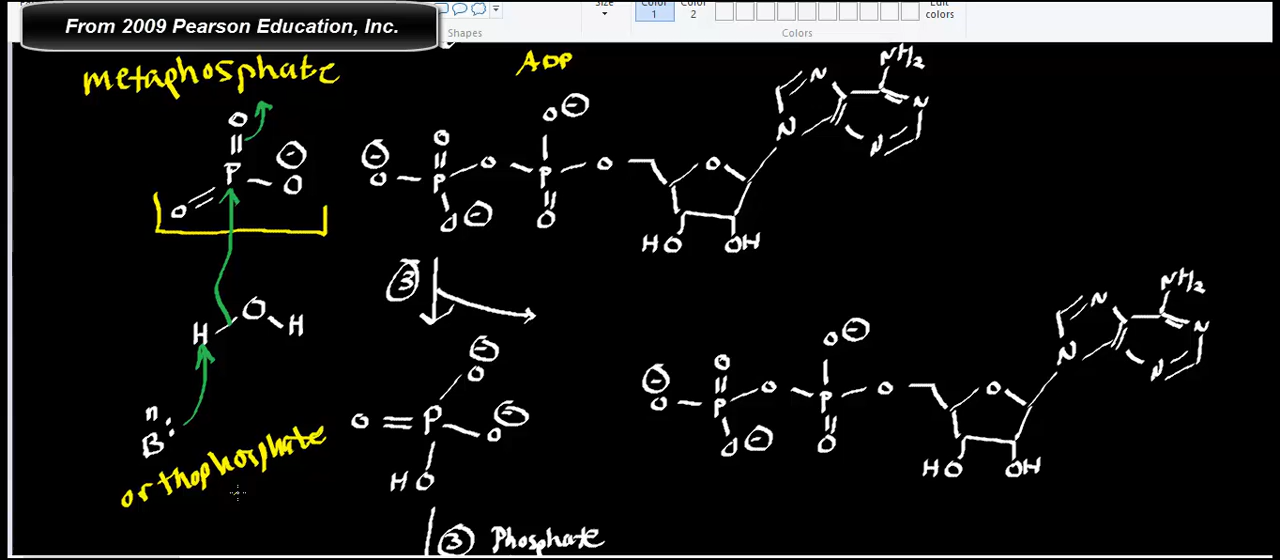 From 2009 Pearson Education, Inc.
Size
Color 1
Color 2
Edit colors
Shapes
Colors
metaphosphate
ADP
O
P
O
O
⊖
⊖
O
P
O
O
O
P
O
⊖
O
⊖
O
O
HO
OH
N
N
NH2
N
N
H
O
H
B:
n
③
orthophosphate
O
P
O
⊖
O
⊖
HO
⊖
O
P
O
O
O
P
O
⊖
O
⊖
O
O
HO
OH
N
N
NH2
N
N
③ Phosphate